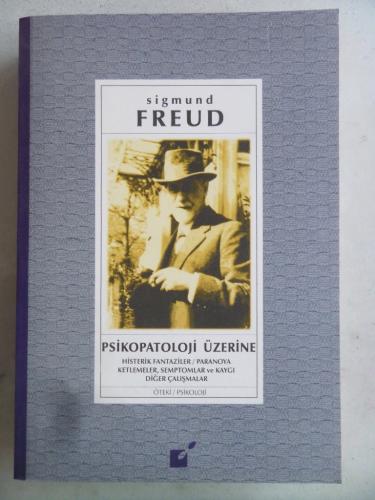 sigmund
FREUD
PSİKOPATOLOJİ ÜZERİNE
HİSTERİK FANTAZİLER / PARANOYA
KETLEMELER, SEMPTOMLAR ve KAYGI
DİĞER ÇALIŞMALAR
ÖTEKİ / PSİKOLOJİ